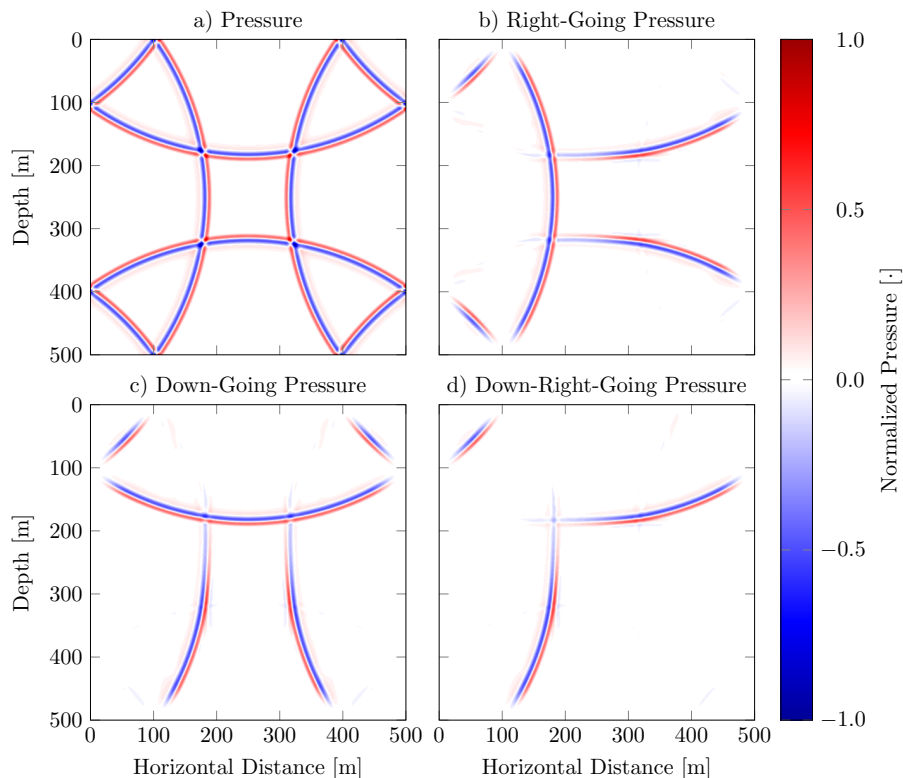 a) Pressure
b) Right-Going Pressure
0
100
200
300
400
500
Depth [m]
c) Down-Going Pressure
d) Down-Right-Going Pressure
0
100
200
300
400
500
Depth [m]
0 100 200 300 400 500
0 100 200 300 400 500
Horizontal Distance [m]
Horizontal Distance [m]
1.0
0.5
0.0
−0.5
−1.0
Normalized Pressure [·]